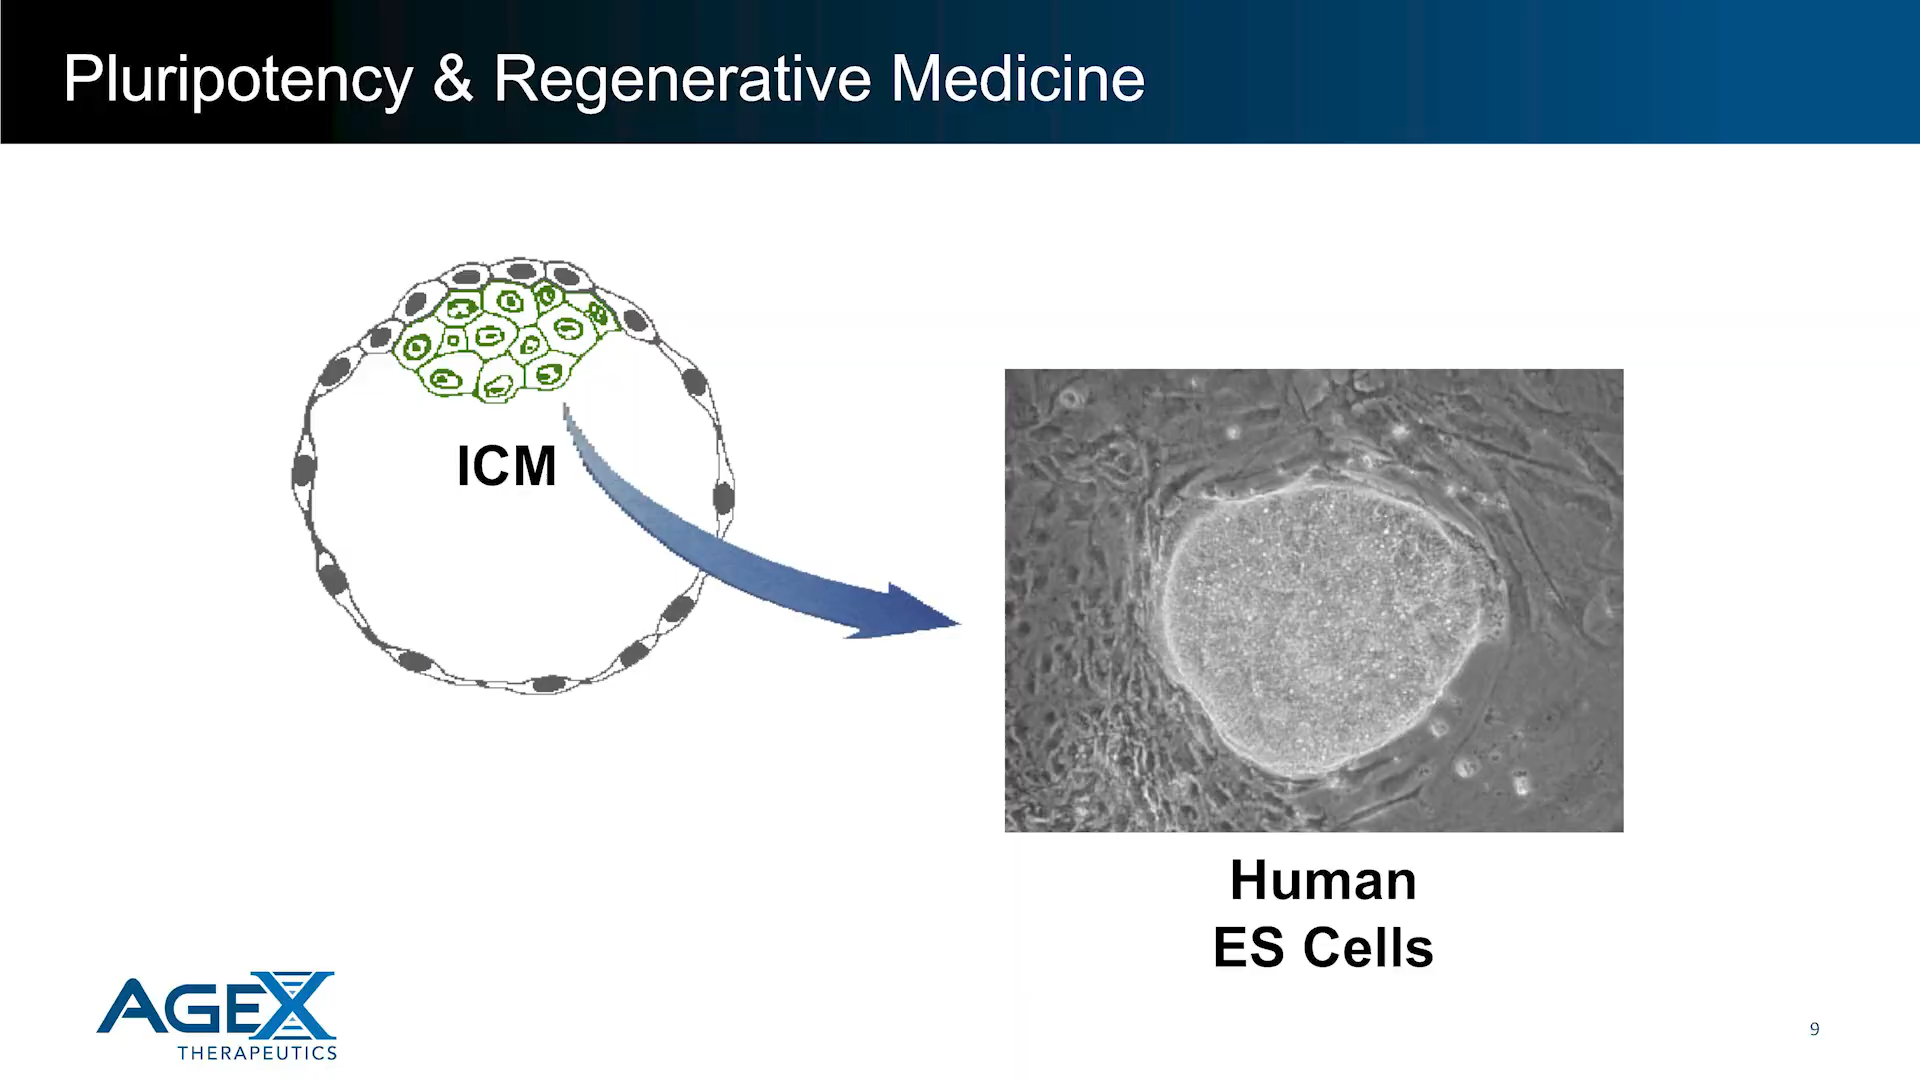 Pluripotency & Regenerative Medicine
ICM
Human
ES Cells
AGEX
THERAPEUTICS
9